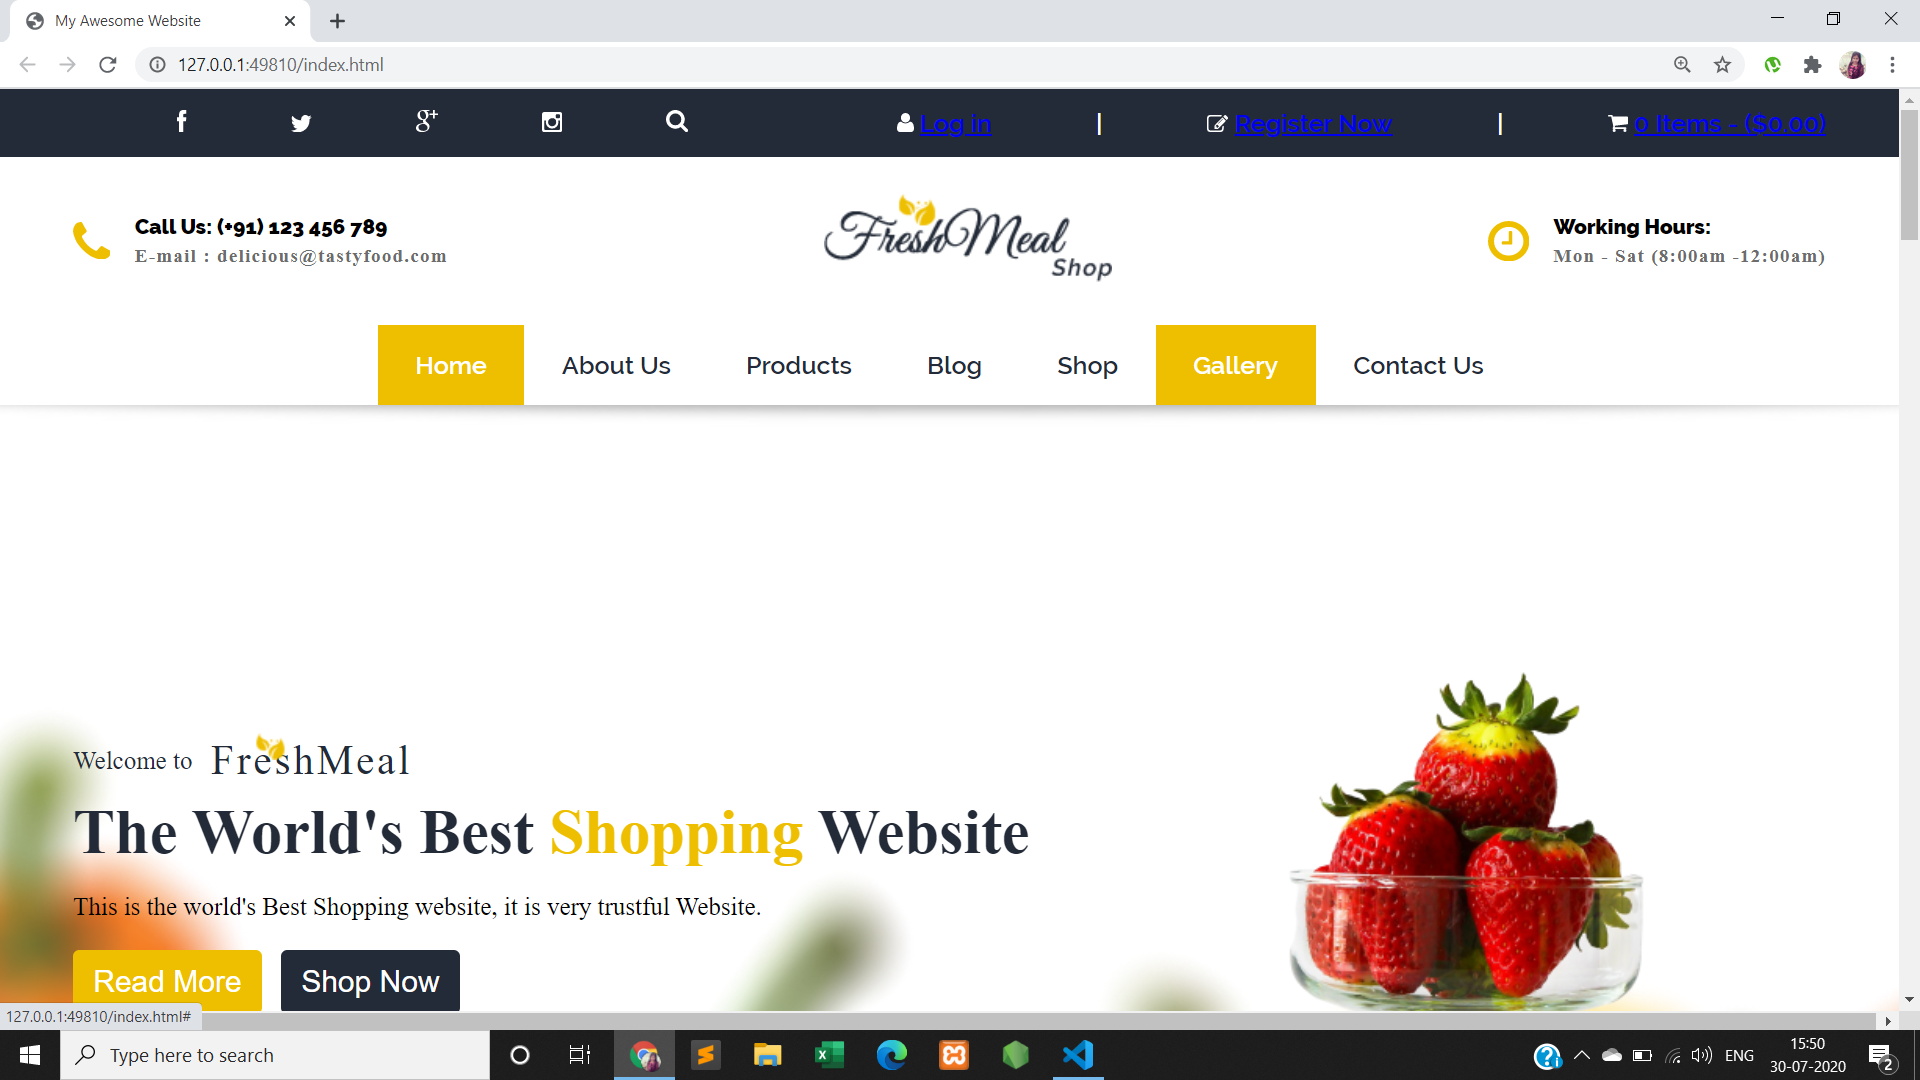 My Awesome Website
127.0.0.1:49810/index.html
Log in | Register Now | 0 Items - ($0.00)
Call Us: (+91) 123 456 789
E-mail : delicious@tastyfood.com
FreshMeal
Shop
Working Hours:
Mon - Sat (8:00am -12:00am)
Home About Us Products Blog Shop Gallery Contact Us
Welcome to FreshMeal
The World's Best Shopping Website
This is the world's Best Shopping website, it is very trustful Website.
Read More Shop Now
127.0.0.1:49810/index.html#
Type here to search
ENG
15:50
30-07-2020
2